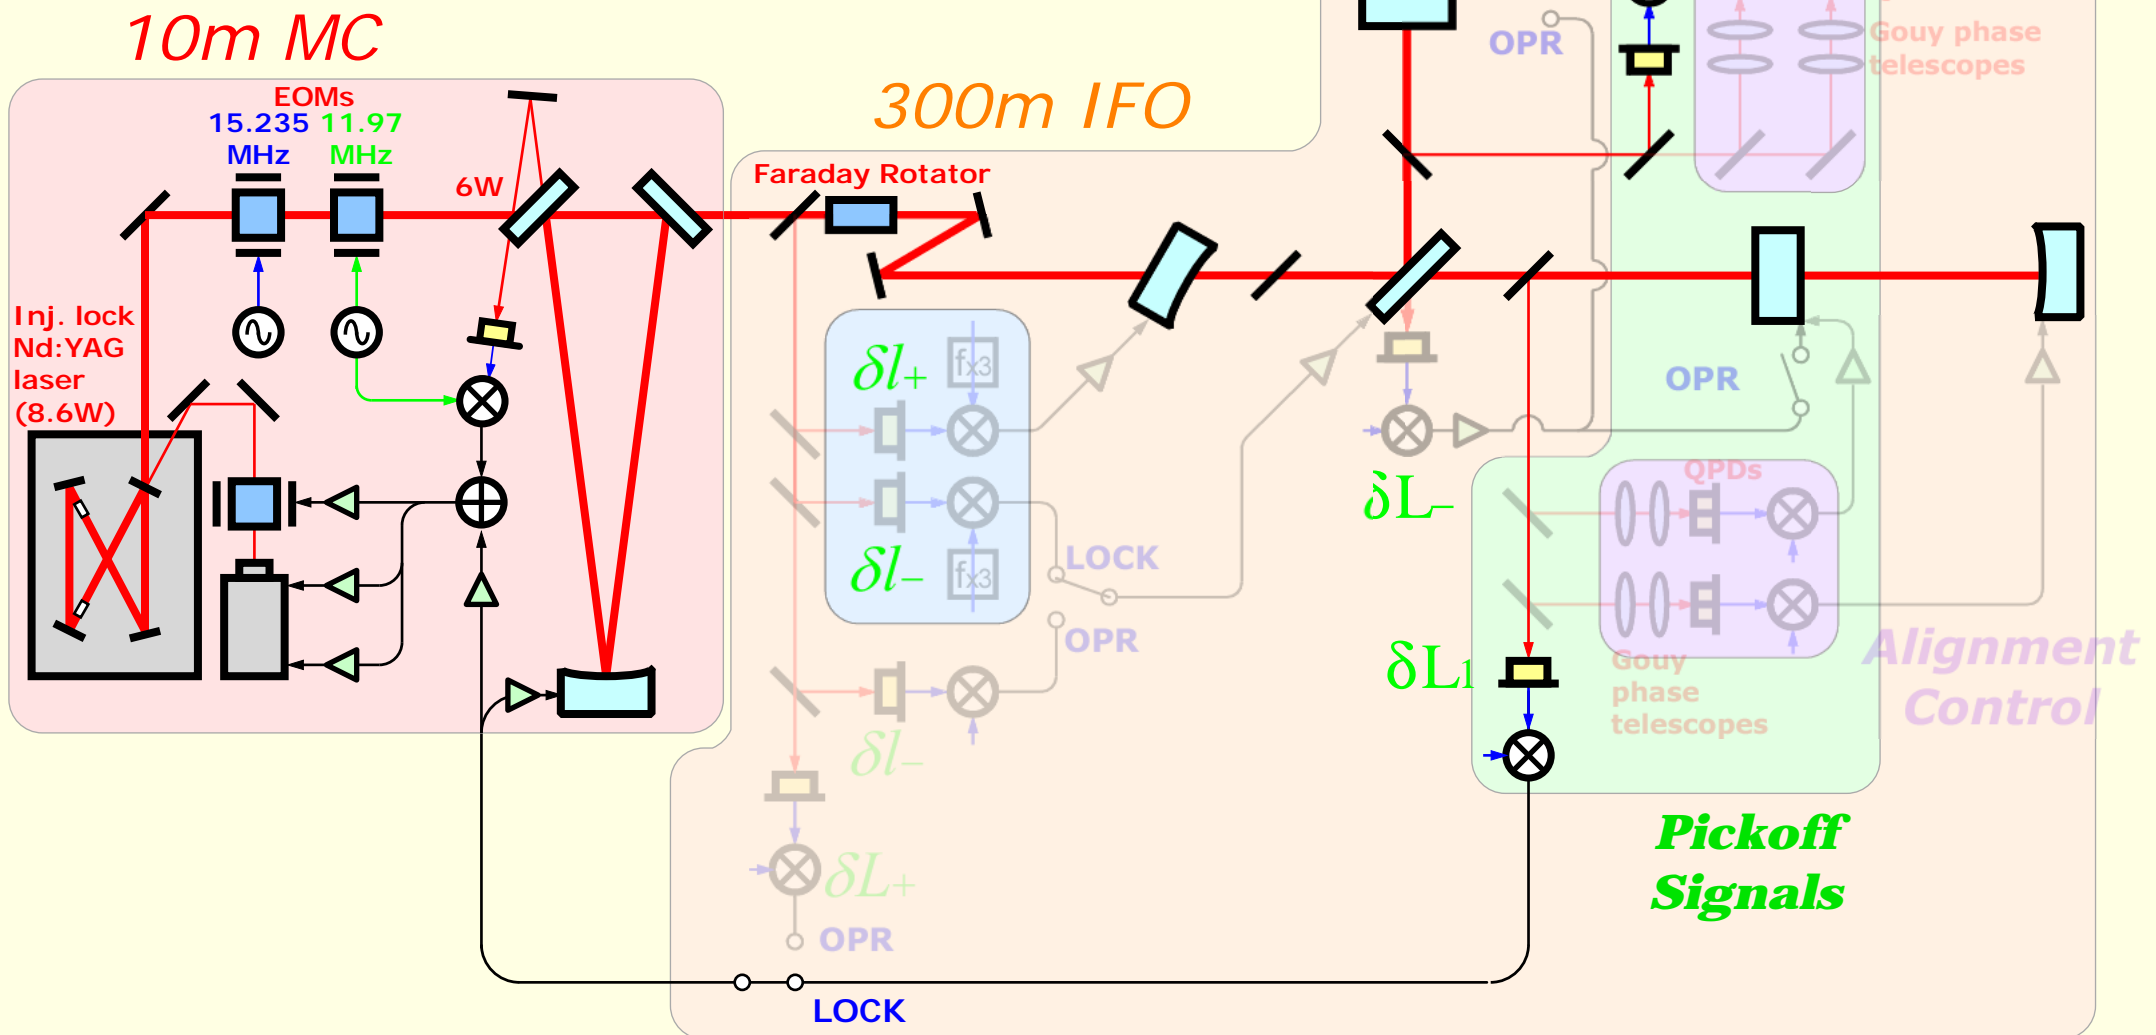 10m MC
EOMs
15.235 11.97
MHz MHz
6W
Inj. lock
Nd:YAG
laser
(8.6W)
300m IFO
Faraday Rotator
OPR
Gouy phase
telescopes
δl+
fx3
δl−
fx3
LOCK
OPR
δl−
δL+
OPR
LOCK
δL−
δL1
OPR
QPDs
Gouy
phase
telescopes
Alignment
Control
Pickoff
Signals